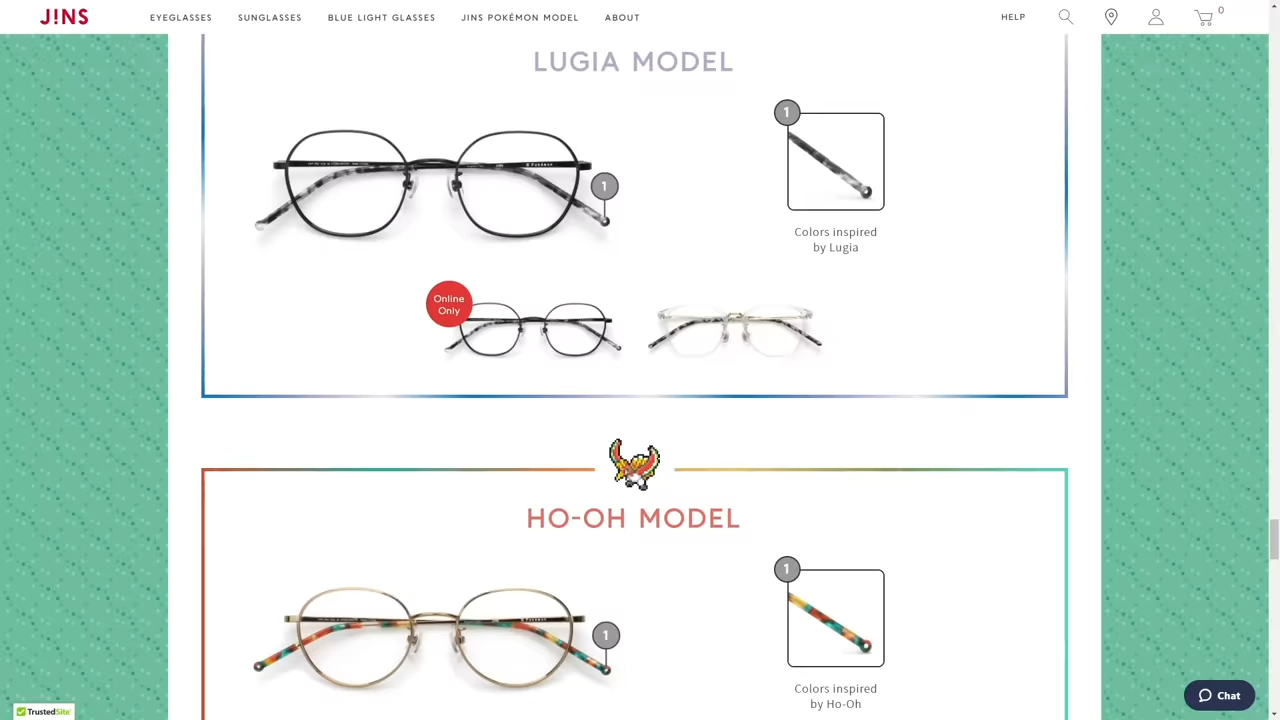 J!NS
EYEGLASSES
SUNGLASSES
BLUE LIGHT GLASSES
JINS POKÉMON MODEL
ABOUT
HELP
0
LUGIA MODEL
1
1
Colors inspired
by Lugia
Online
Only
HO-OH MODEL
1
1
Colors inspired
by Ho-Oh
Chat
TrustedSite